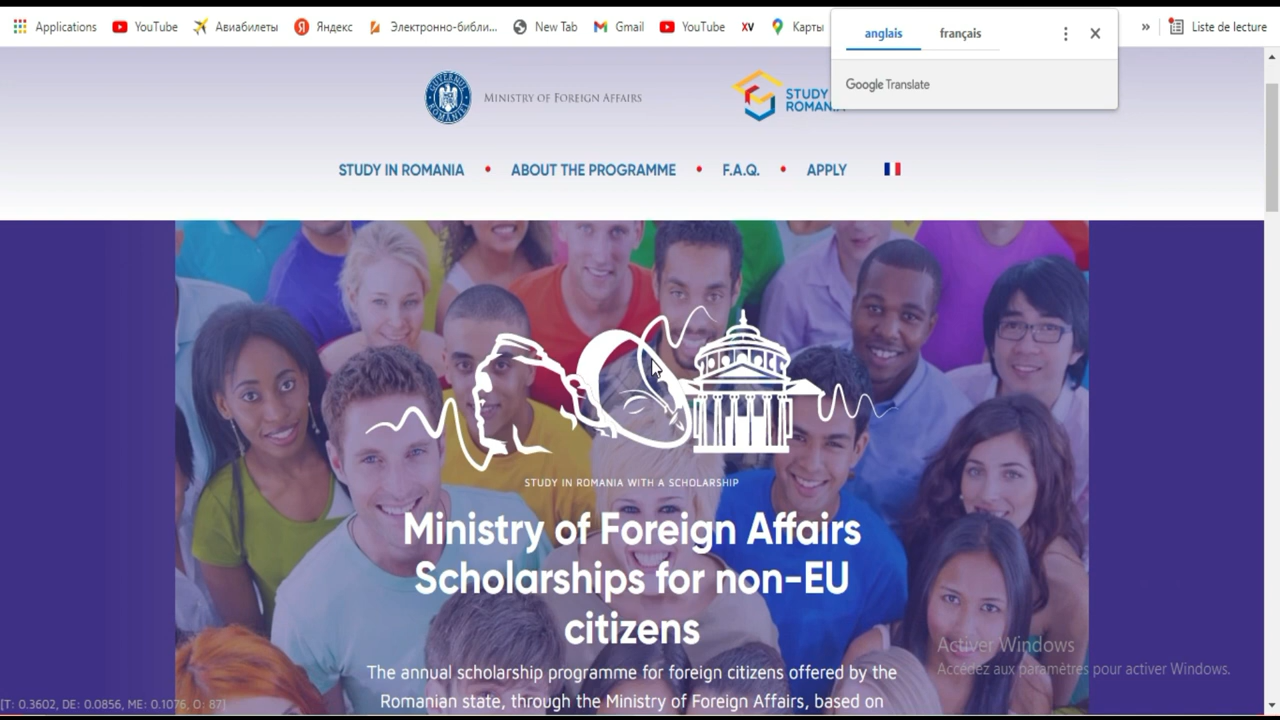 Applications YouTube Авиабилеты Яндекс Электронно-библи... New Tab Gmail YouTube XV Карты » Liste de lecture
anglais français
Google Translate
GUVERNUL ROMÂNIEI
MINISTRY OF FOREIGN AFFAIRS
STUDY
ROMANIA
STUDY IN ROMANIA • ABOUT THE PROGRAMME • F.A.Q. • APPLY
STUDY IN ROMANIA WITH A SCHOLARSHIP
Ministry of Foreign Affairs
Scholarships for non-EU
citizens
The annual scholarship programme for foreign citizens offered by the
Romanian state, through the Ministry of Foreign Affairs, based on
Activer Windows
Accédez aux paramètres pour activer Windows.
[T: 0.3602, DE: 0.0856, ME: 0.1076, O: 87]